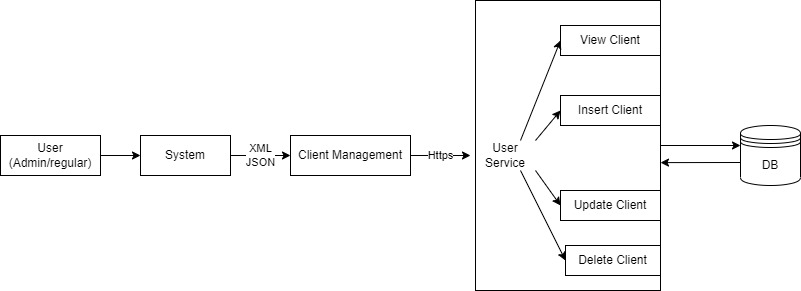 User
(Admin/regular)
System
XML
JSON
Client Management
Https
User
Service
View Client
Insert Client
Update Client
Delete Client
DB